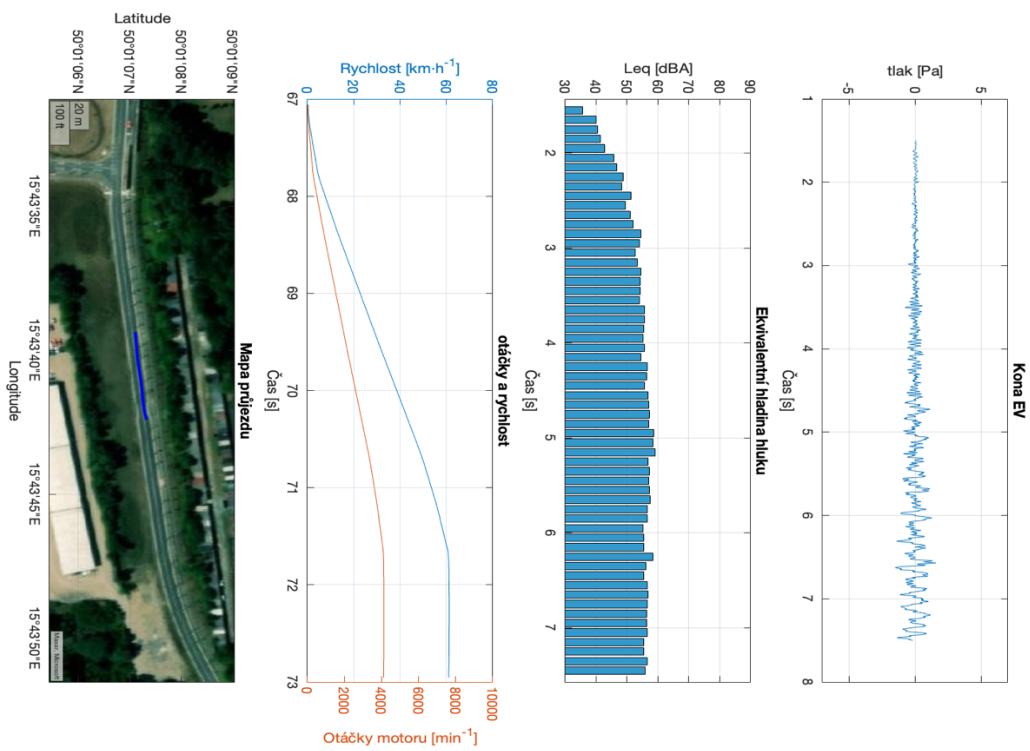 Kona EV
tlak [Pa]
5
0
-5
1
2
3
4
5
6
7
8
Čas [s]
Ekvivalentní hladina hluku
Leq [dBA]
90
80
70
60
50
40
30
2
3
4
5
6
7
Čas [s]
otáčky a rychlost
Rychlost [km·h⁻¹]
80
60
40
20
0
Otáčky motoru [min⁻¹]
10000
8000
6000
4000
2000
0
67
68
69
70
71
72
73
Čas [s]
Mapa průjezdu
Latitude
50°01'09"N
50°01'08"N
50°01'07"N
50°01'06"N
20 m
100 ft
Maxar, Microsoft
15°43'35"E
15°43'40"E
15°43'45"E
15°43'50"E
Longitude